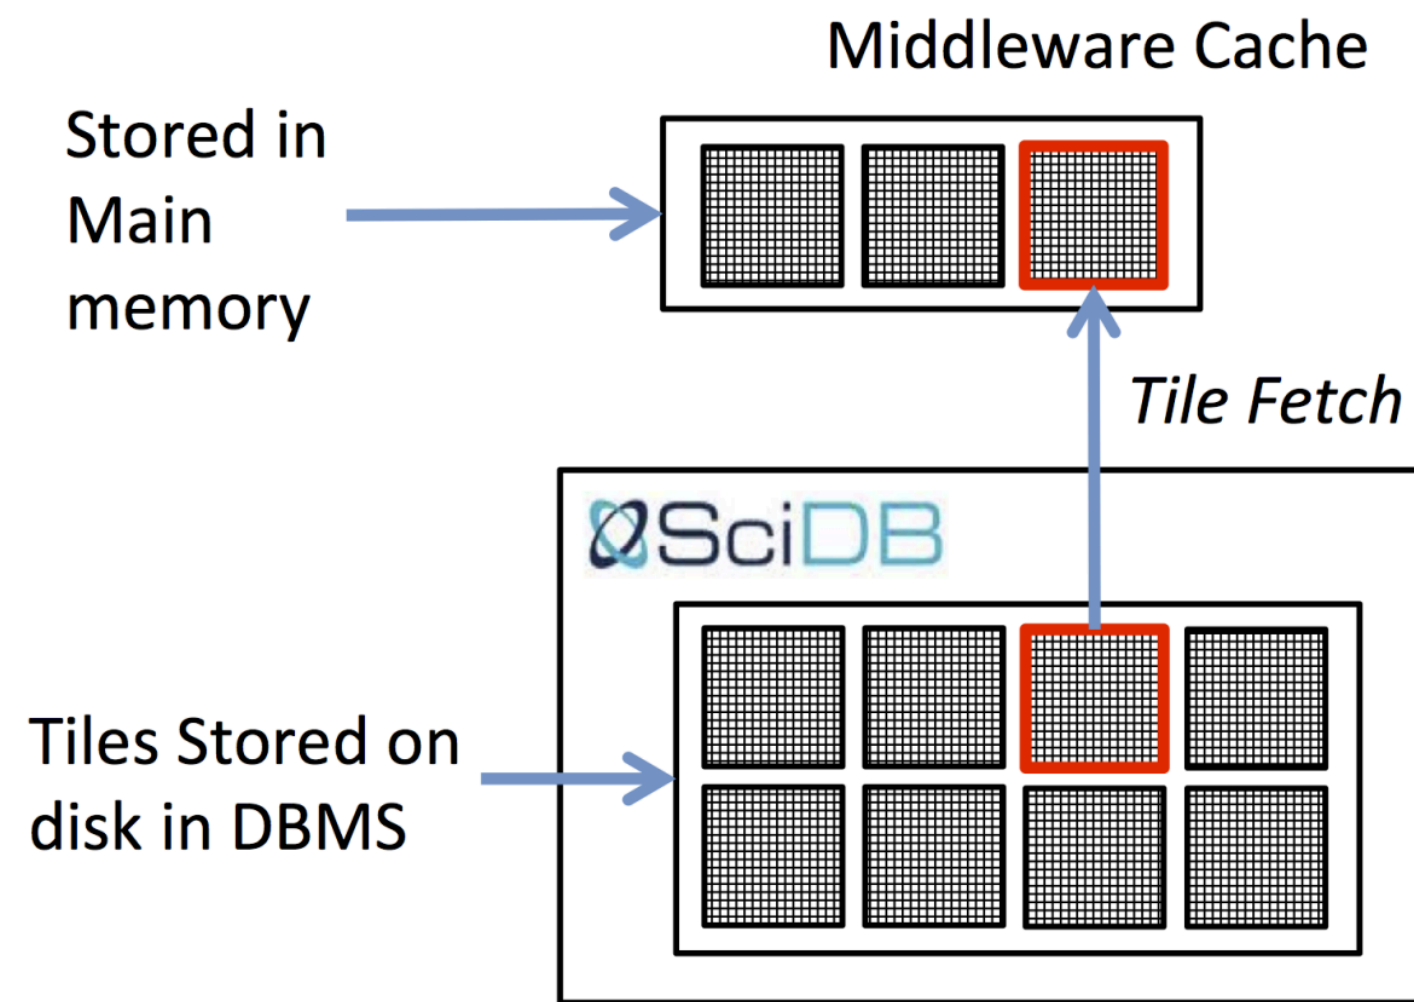 Middleware Cache
Stored in
Main
memory
Tile Fetch
SciDB
Tiles Stored on
disk in DBMS